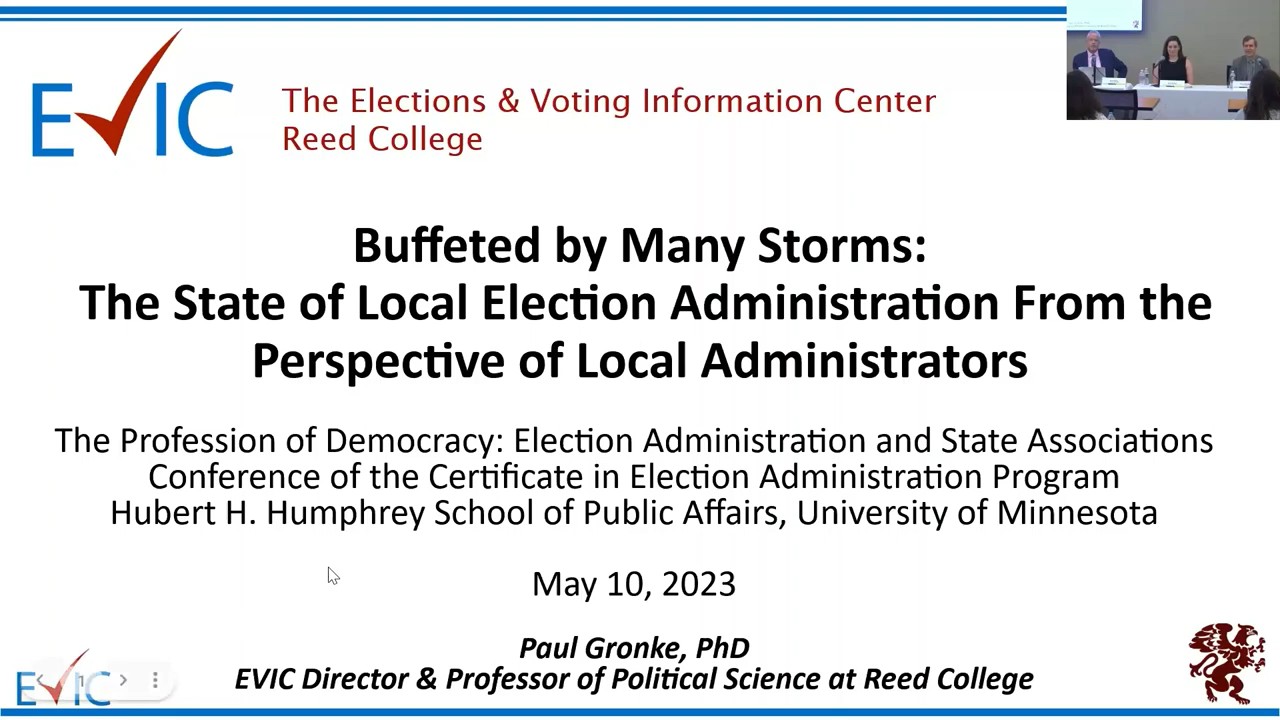 EVIC
The Elections & Voting Information Center
Reed College
Buffeted by Many Storms:
The State of Local Election Administration From the
Perspective of Local Administrators
The Profession of Democracy: Election Administration and State Associations
Conference of the Certificate in Election Administration Program
Hubert H. Humphrey School of Public Affairs, University of Minnesota
May 10, 2023
Paul Gronke, PhD
EVIC Director & Professor of Political Science at Reed College
EVIC
1